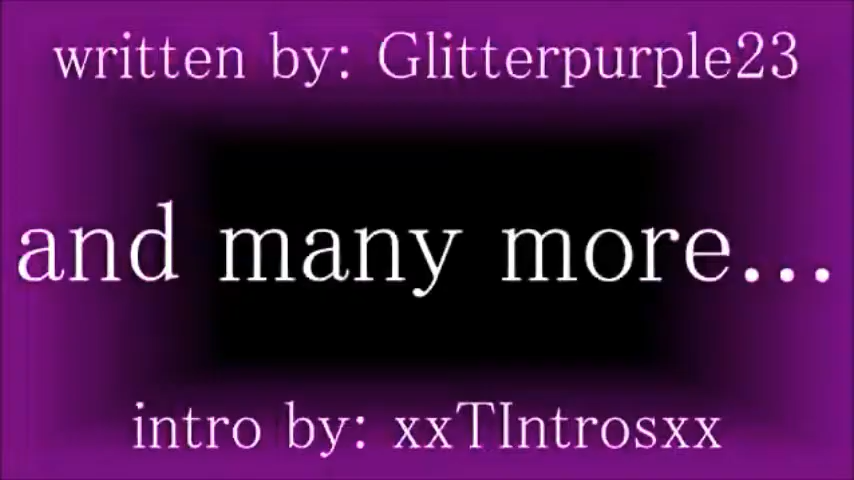 written by: Glitterpurple23
and many more...
intro by: xxTIntrosxx